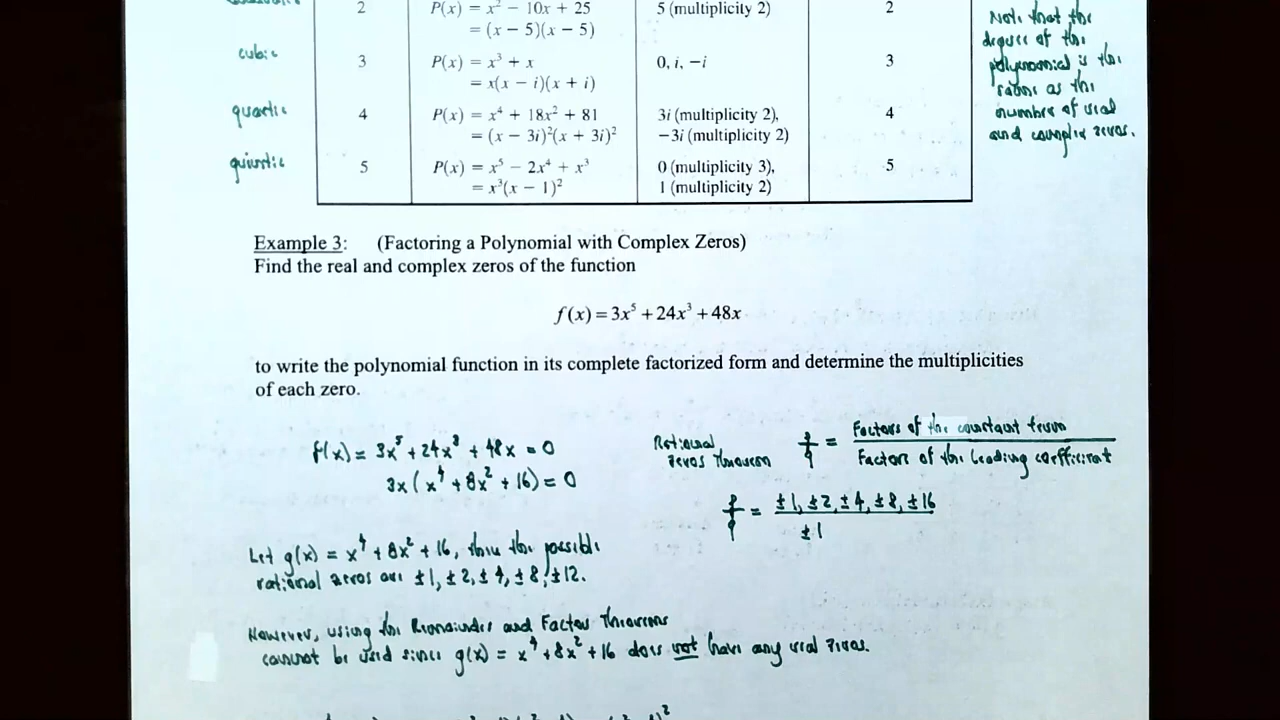 2 P(x) = x² − 10x + 25 5 (multiplicity 2) 2
= (x − 5)(x − 5)
cubic 3 P(x) = x³ + x 0, i, −i 3
= x(x − i)(x + i)
quartic 4 P(x) = x⁴ + 18x² + 81 3i (multiplicity 2), 4
= (x − 3i)²(x + 3i)² −3i (multiplicity 2)
quintic 5 P(x) = x⁵ − 2x⁴ + x³ 0 (multiplicity 3), 5
= x³(x − 1)² 1 (multiplicity 2)
Note that the
degree of the
polynomial is the
same as the
number of real
and complex zeros.
Example 3: (Factoring a Polynomial with Complex Zeros)
Find the real and complex zeros of the function
f(x) = 3x⁵ + 24x³ + 48x
to write the polynomial function in its complete factorized form and determine the multiplicities
of each zero.
f(x) = 3x⁵ + 24x³ + 48x = 0
3x(x⁴ + 8x² + 16) = 0
Rational
Zeros Theorem
p/q = Factors of the constant term / Factors of the leading coefficient
p/q = ±1, ±2, ±4, ±8, ±16 / ±1
Let g(x) = x⁴ + 8x² + 16, then the possible
rational zeros are ±1, ±2, ±4, ±8, ±12.
However, using the Remainder and Factor Theorems
cannot be used since g(x) = x⁴ + 8x² + 16 does not have any real zeros.